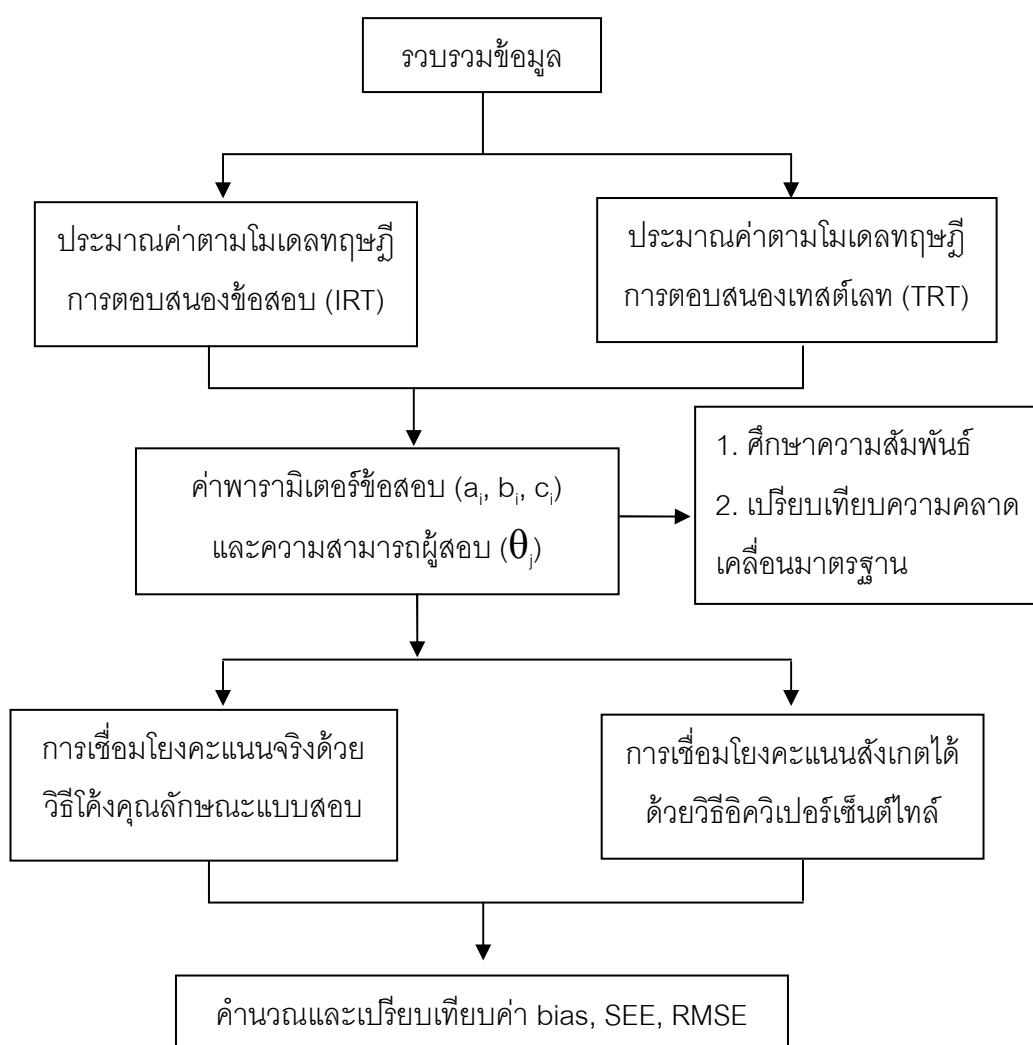 รวบรวมข้อมูล
ประมาณค่าตามโมเดลทฤษฎี
การตอบสนองข้อสอบ (IRT)
ประมาณค่าตามโมเดลทฤษฎี
การตอบสนองเทสต์เลท (TRT)
ค่าพารามิเตอร์ข้อสอบ (aᵢ, bᵢ, cᵢ)
และความสามารถผู้สอบ (θⱼ)
1. ศึกษาความสัมพันธ์
2. เปรียบเทียบความคลาด
เคลื่อนมาตรฐาน
การเชื่อมโยงคะแนนจริงด้วย
วิธีโค้งคุณลักษณะแบบสอบ
การเชื่อมโยงคะแนนสังเกตได้
ด้วยวิธีอิควิเปอร์เซ็นต์ไทล์
คำนวณและเปรียบเทียบค่า bias, SEE, RMSE